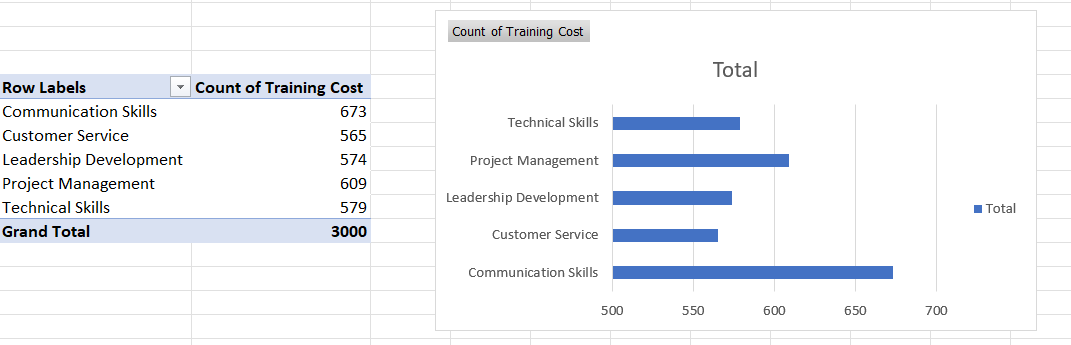 Row Labels Count of Training Cost
Communication Skills 673
Customer Service 565
Leadership Development 574
Project Management 609
Technical Skills 579
Grand Total 3000
Count of Training Cost
Total
Technical Skills
Project Management
Leadership Development
Customer Service
Communication Skills
500 550 600 650 700
Total